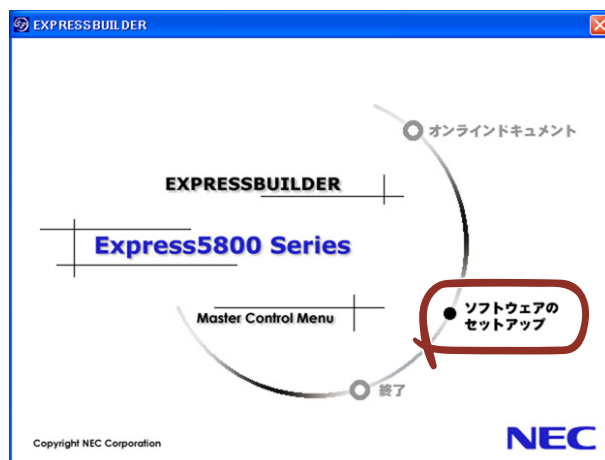 EXPRESSBUILDER
オンラインドキュメント
EXPRESSBUILDER
Express5800 Series
ソフトウェアの
セットアップ
Master Control Menu
終了
Copyright NEC Corporation
NEC